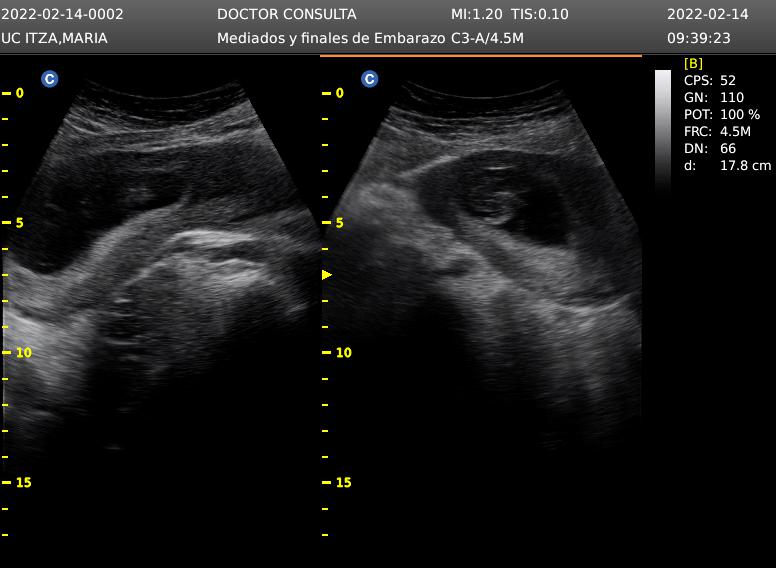 2022-02-14-0002 DOCTOR CONSULTA MI:1.20 TIS:0.10 2022-02-14
UC ITZA,MARIA Mediados y finales de Embarazo C3-A/4.5M 09:39:23
[B]
CPS: 52
GN: 110
POT: 100 %
FRC: 4.5M
DN: 66
d: 17.8 cm
C C
0 0
5 5
10 10
15 15